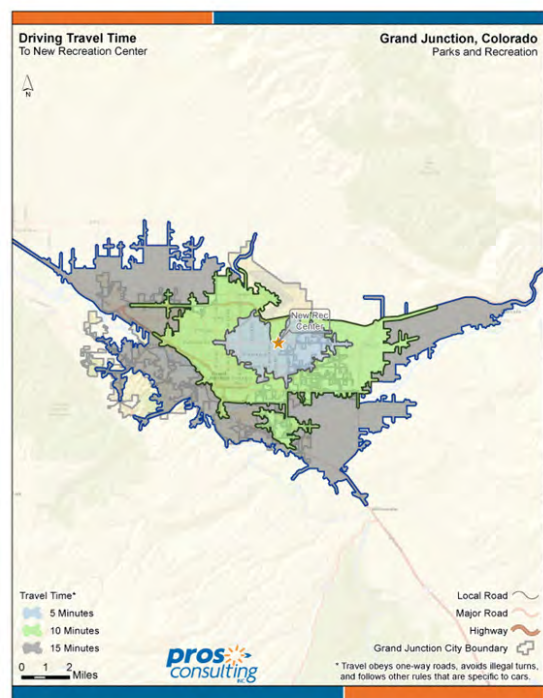 Driving Travel Time
To New Recreation Center
Grand Junction, Colorado
Parks and Recreation
N
New Rec
Center
Travel Time*
5 Minutes
10 Minutes
15 Minutes
0 1 2
Miles
pros
consulting
INC
Local Road
Major Road
Highway
Grand Junction City Boundary
* Travel obeys one-way roads, avoids illegal turns,
and follows other rules that are specific to cars.